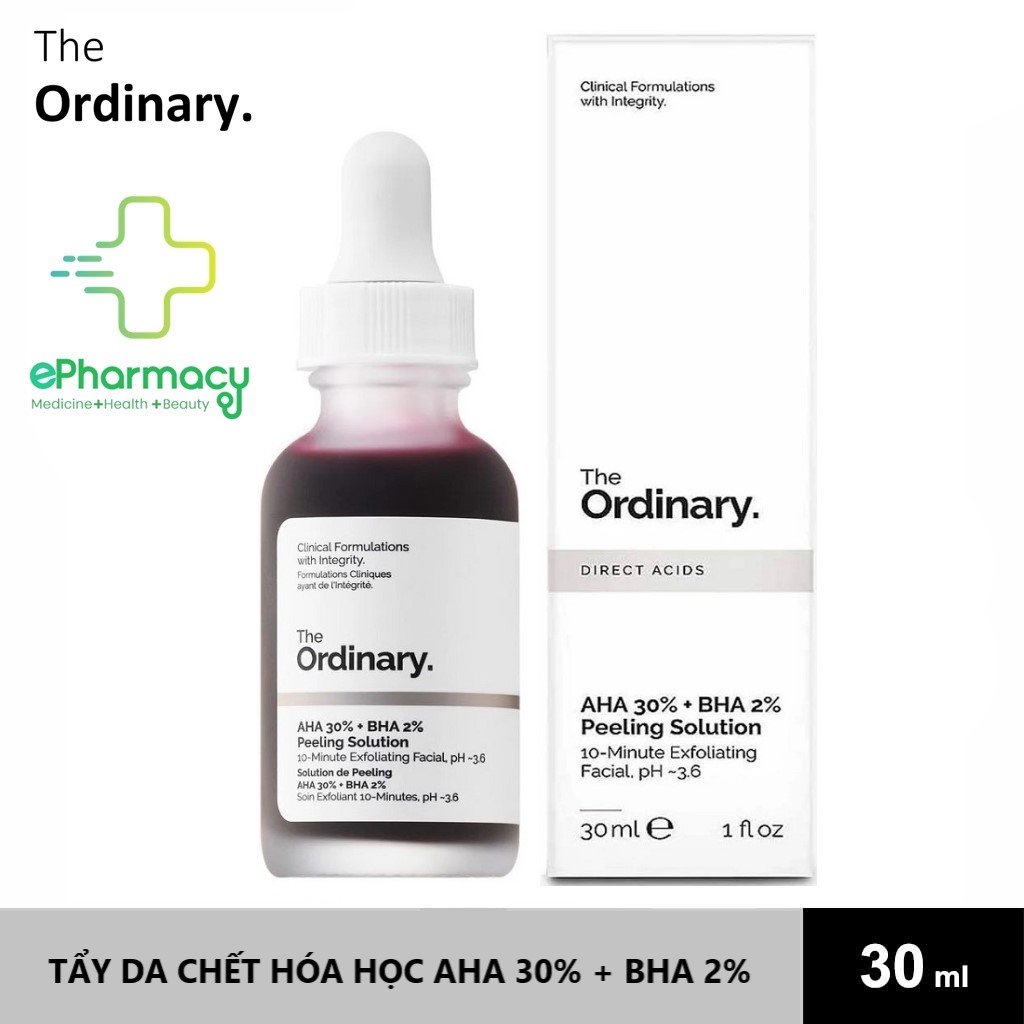 The
Ordinary.
ePharmacy
Medicine+Health +Beauty
Clinical Formulations
with Integrity.
Formulations Cliniques
ayant de l'Intégrité.
The
Ordinary.
AHA 30% + BHA 2%
Peeling Solution
10-Minute Exfoliating Facial, pH ~3.6
Solution de Peeling
AHA 30% + BHA 2%
Soin Exfoliant 10-Minutes, pH ~3.6
Clinical Formulations
with Integrity.
The
Ordinary.
DIRECT ACIDS
AHA 30% + BHA 2%
Peeling Solution
10-Minute Exfoliating
Facial, pH ~3.6
30 ml ℮ 1 fl oz
TẨY DA CHẾT HÓA HỌC AHA 30% + BHA 2%
30 ml